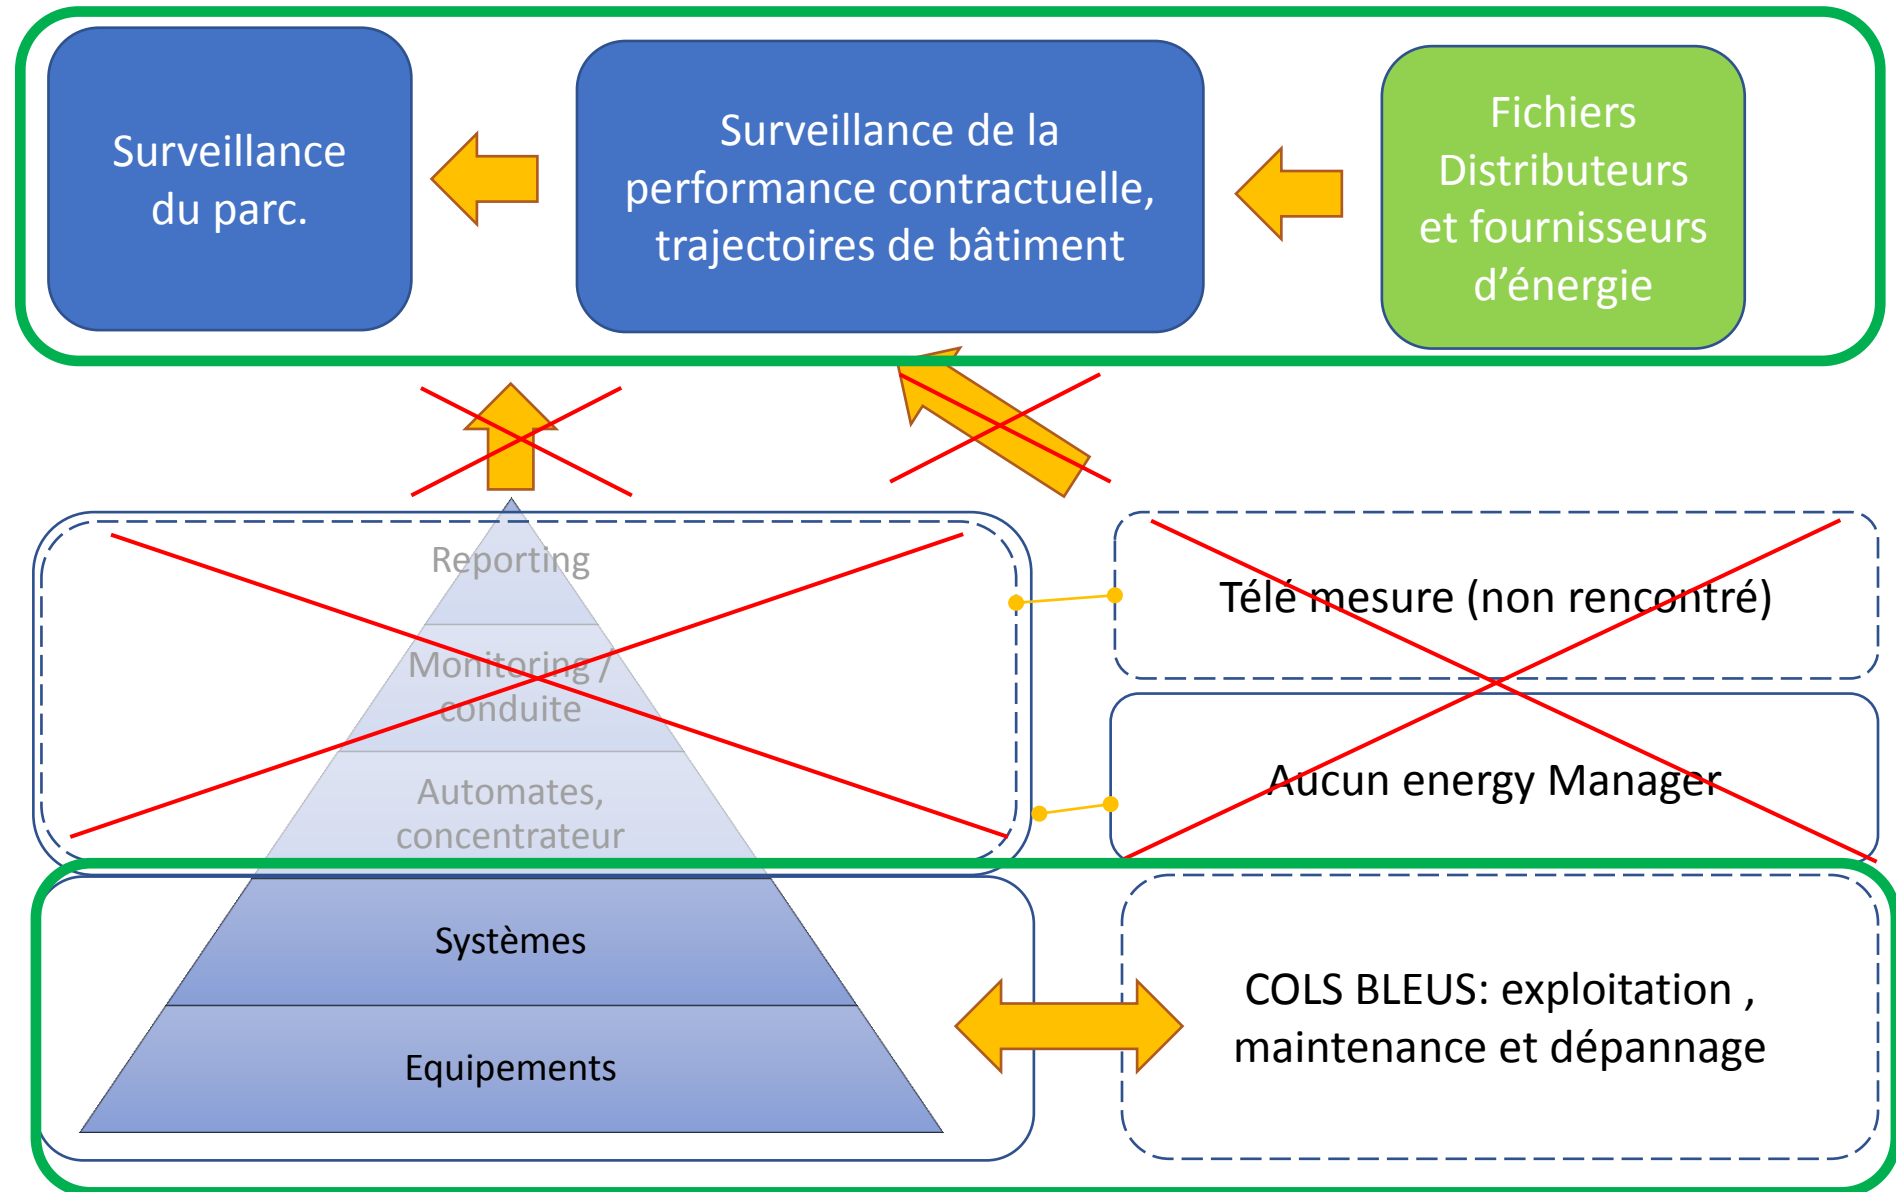 Surveillance
du parc.
Surveillance de la
performance contractuelle,
trajectoires de bâtiment
Fichiers
Distributeurs
et fournisseurs
d’énergie
Reporting
Monitoring /
conduite
Automates,
concentrateur
Systèmes
Equipements
Télé mesure (non rencontré)
Aucun energy Manager
COLS BLEUS: exploitation ,
maintenance et dépannage